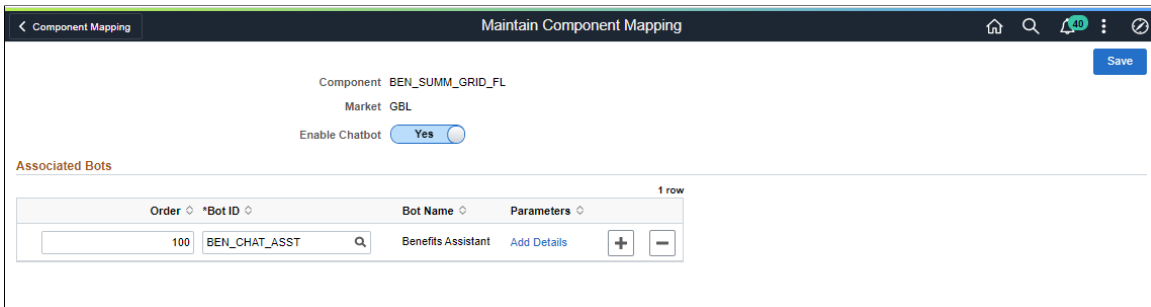 Component Mapping
Maintain Component Mapping
40
Save
Component BEN_SUMM_GRID_FL
Market GBL
Enable Chatbot Yes
Associated Bots
1 row
Order *Bot ID Bot Name Parameters
100 BEN_CHAT_ASST Benefits Assistant Add Details